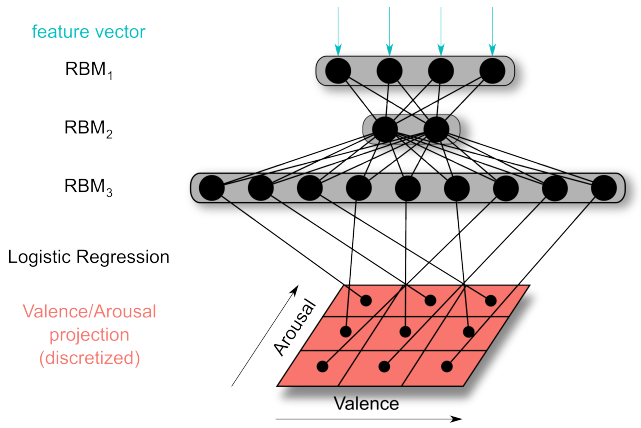 feature vector
RBM₁
RBM₂
RBM₃
Logistic Regression
Valence/Arousal
projection
(discretized)
Arousal
Valence